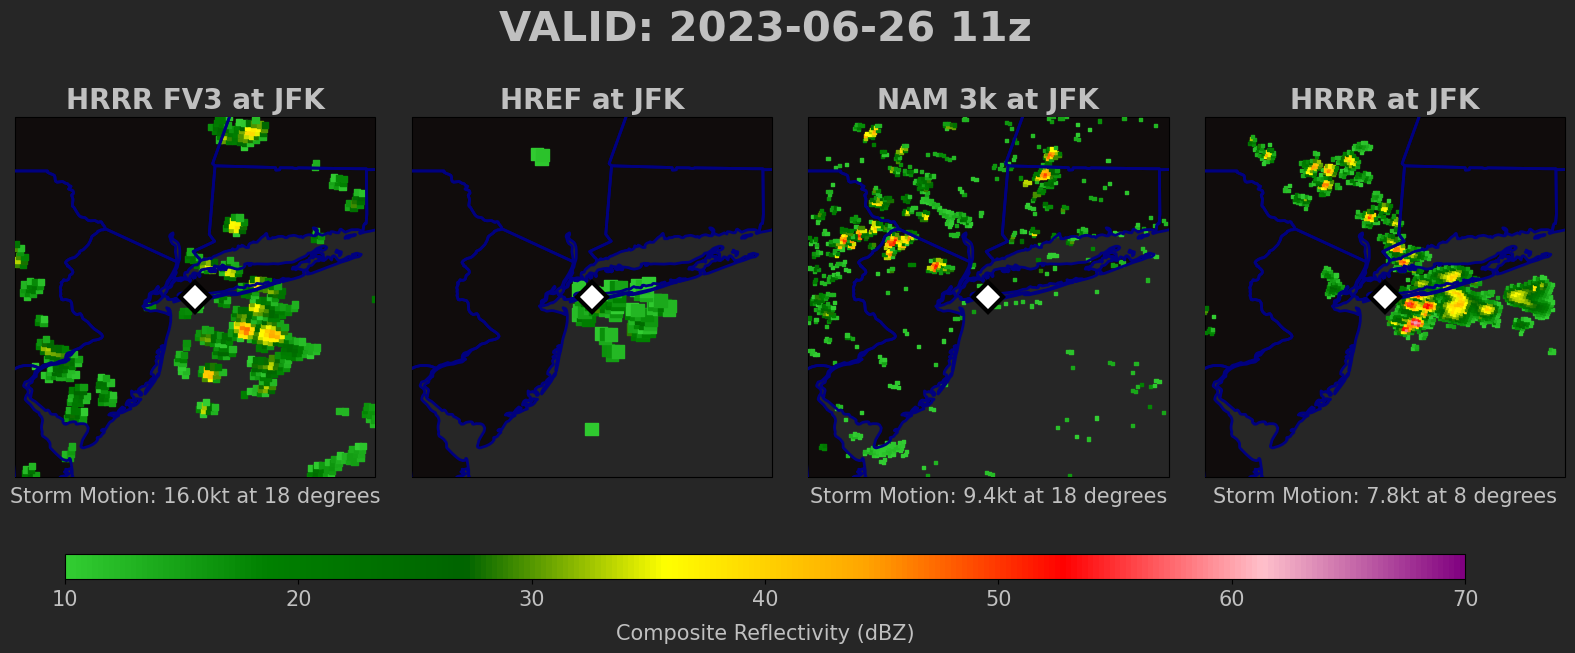 VALID: 2023-06-26 11z
HRRR FV3 at JFK
HREF at JFK
NAM 3k at JFK
HRRR at JFK
Storm Motion: 16.0kt at 18 degrees
Storm Motion: 9.4kt at 18 degrees
Storm Motion: 7.8kt at 8 degrees
10 20 30 40 50 60 70
Composite Reflectivity (dBZ)